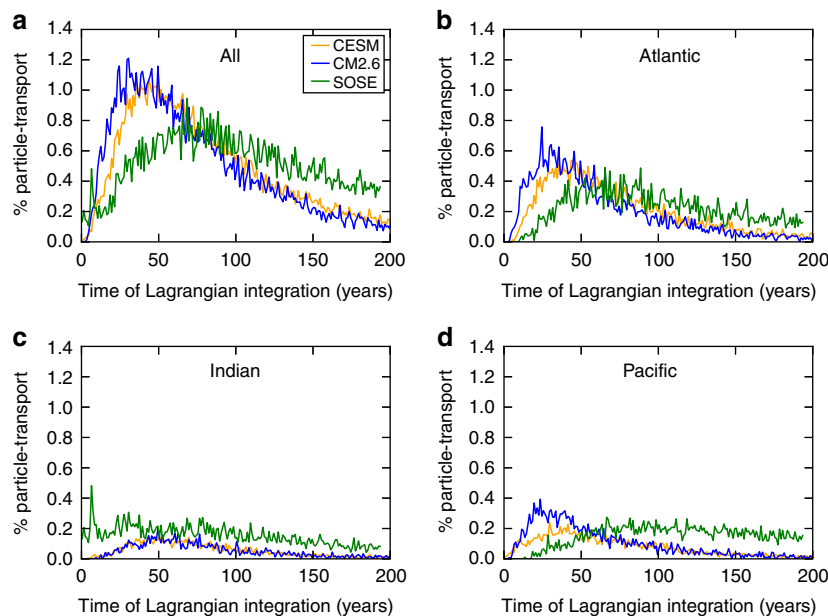 a
1.4
1.2
1.0
0.8
0.6
0.4
0.2
0.0
% particle-transport
All
CESM
CM2.6
SOSE
0 50 100 150 200
Time of Lagrangian integration (years)
b
1.4
1.2
1.0
0.8
0.6
0.4
0.2
0.0
% particle-transport
Atlantic
0 50 100 150 200
Time of Lagrangian integration (years)
c
1.4
1.2
1.0
0.8
0.6
0.4
0.2
0.0
% particle-transport
Indian
0 50 100 150 200
Time of Lagrangian integration (years)
d
1.4
1.2
1.0
0.8
0.6
0.4
0.2
0.0
% particle-transport
Pacific
0 50 100 150 200
Time of Lagrangian integration (years)